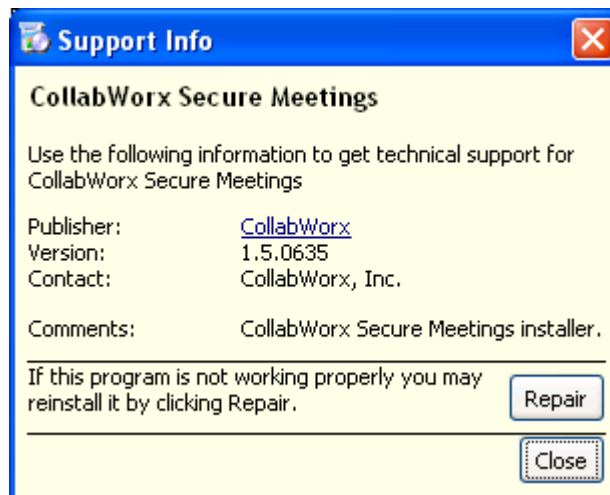 Support Info
CollabWorx Secure Meetings
Use the following information to get technical support for
CollabWorx Secure Meetings
Publisher: CollabWorx
Version: 1.5.0635
Contact: CollabWorx, Inc.
Comments: CollabWorx Secure Meetings installer.
If this program is not working properly you may
reinstall it by clicking Repair.
Repair
Close